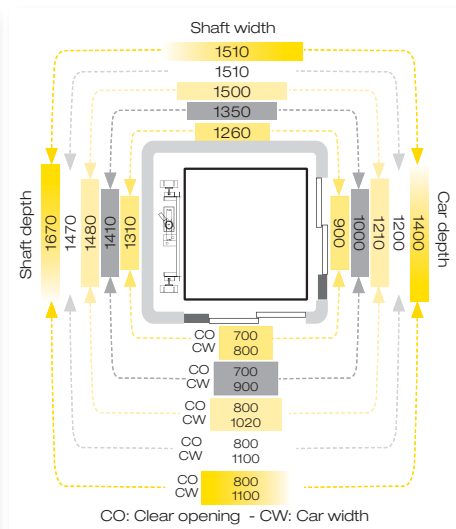 Shaft width
1510
1510
1500
1350
1260
Shaft depth
1670
1470
1480
1410
1310
900
1000
1210
1200
1400
Car depth
CO 700
CW 800
CO 700
CW 900
CO 800
CW 1020
CO 800
CW 1100
CO 800
CW 1100
CO: Clear opening - CW: Car width